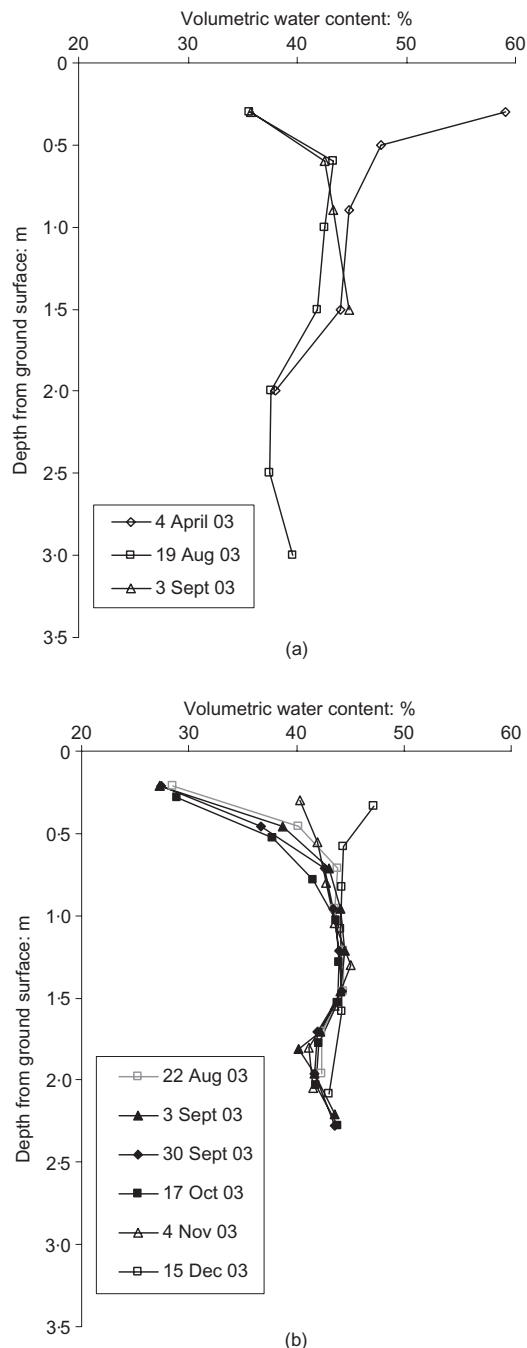 Volumetric water content: %
20 30 40 50 60
0
0·5
1·0
1·5
2·0
2·5
3·0
3·5
Depth from ground surface: m
4 April 03
19 Aug 03
3 Sept 03
(a)
Volumetric water content: %
20 30 40 50 60
0
0·5
1·0
1·5
2·0
2·5
3·0
3·5
Depth from ground surface: m
22 Aug 03
3 Sept 03
30 Sept 03
17 Oct 03
4 Nov 03
15 Dec 03
(b)